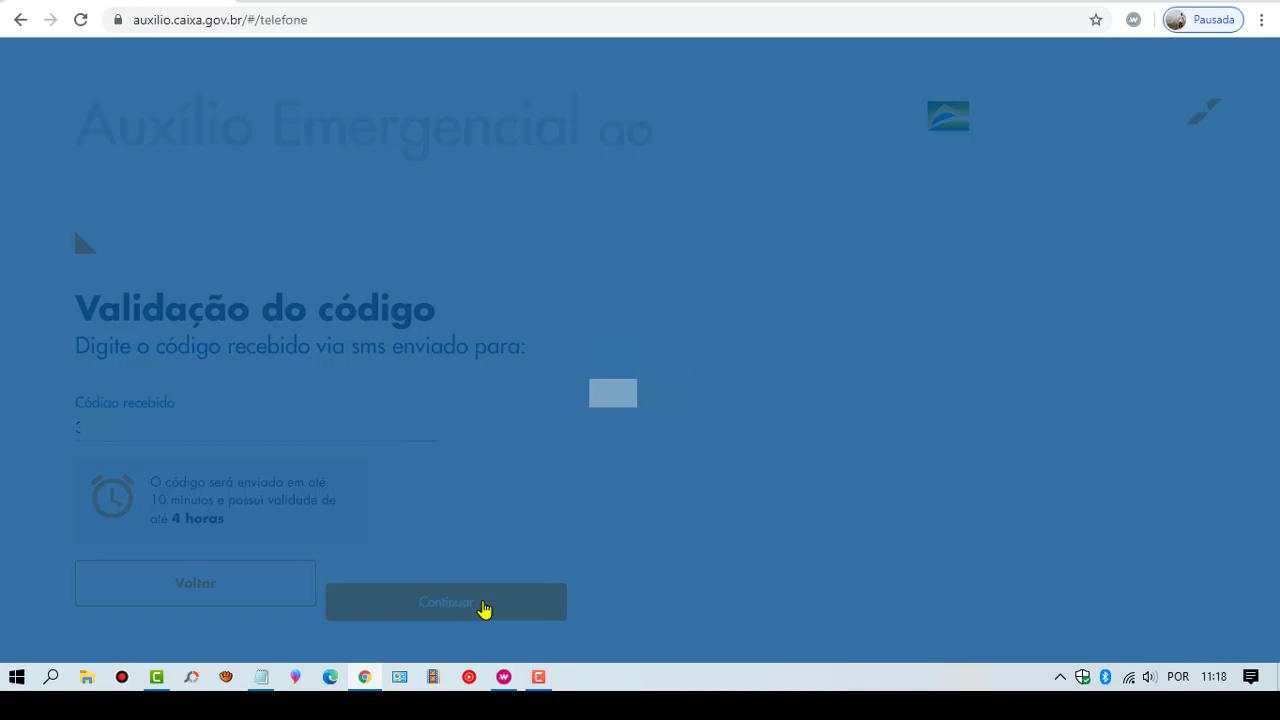 auxilio.caixa.gov.br/#/telefone
Pausada
Auxílio Emergencial ao
Validação do código
Digite o código recebido via sms enviado para:
Código recebido
O código será enviado em até
10 minutos e possui validade de
até 4 horas
Voltar
Continuar
POR
11:18